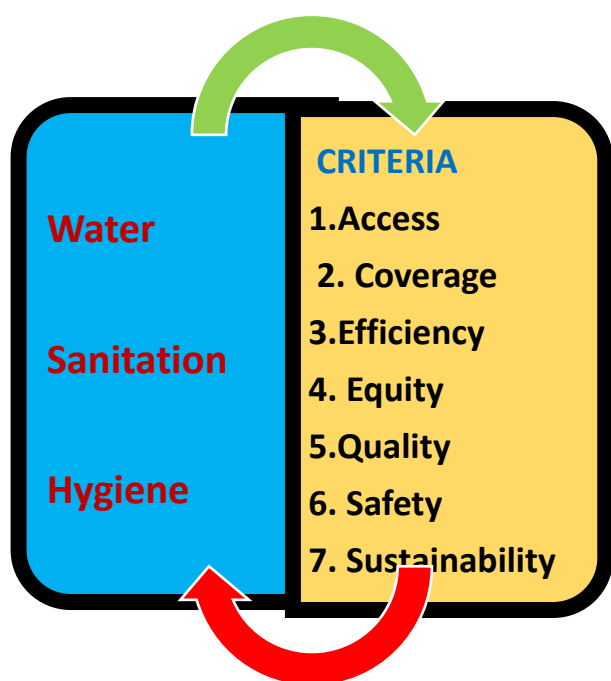 Water
Sanitation
Hygiene
CRITERIA
1.Access
2. Coverage
3.Efficiency
4. Equity
5.Quality
6. Safety
7. Sustainability